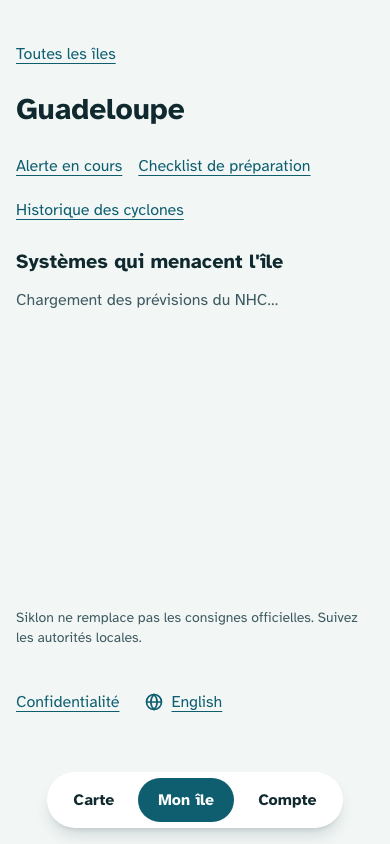 Toutes les îles
Guadeloupe
Alerte en cours Checklist de préparation
Historique des cyclones
Systèmes qui menacent l'île
Chargement des prévisions du NHC…
Siklon ne remplace pas les consignes officielles. Suivez
les autorités locales.
Confidentialité English
Carte Mon île Compte